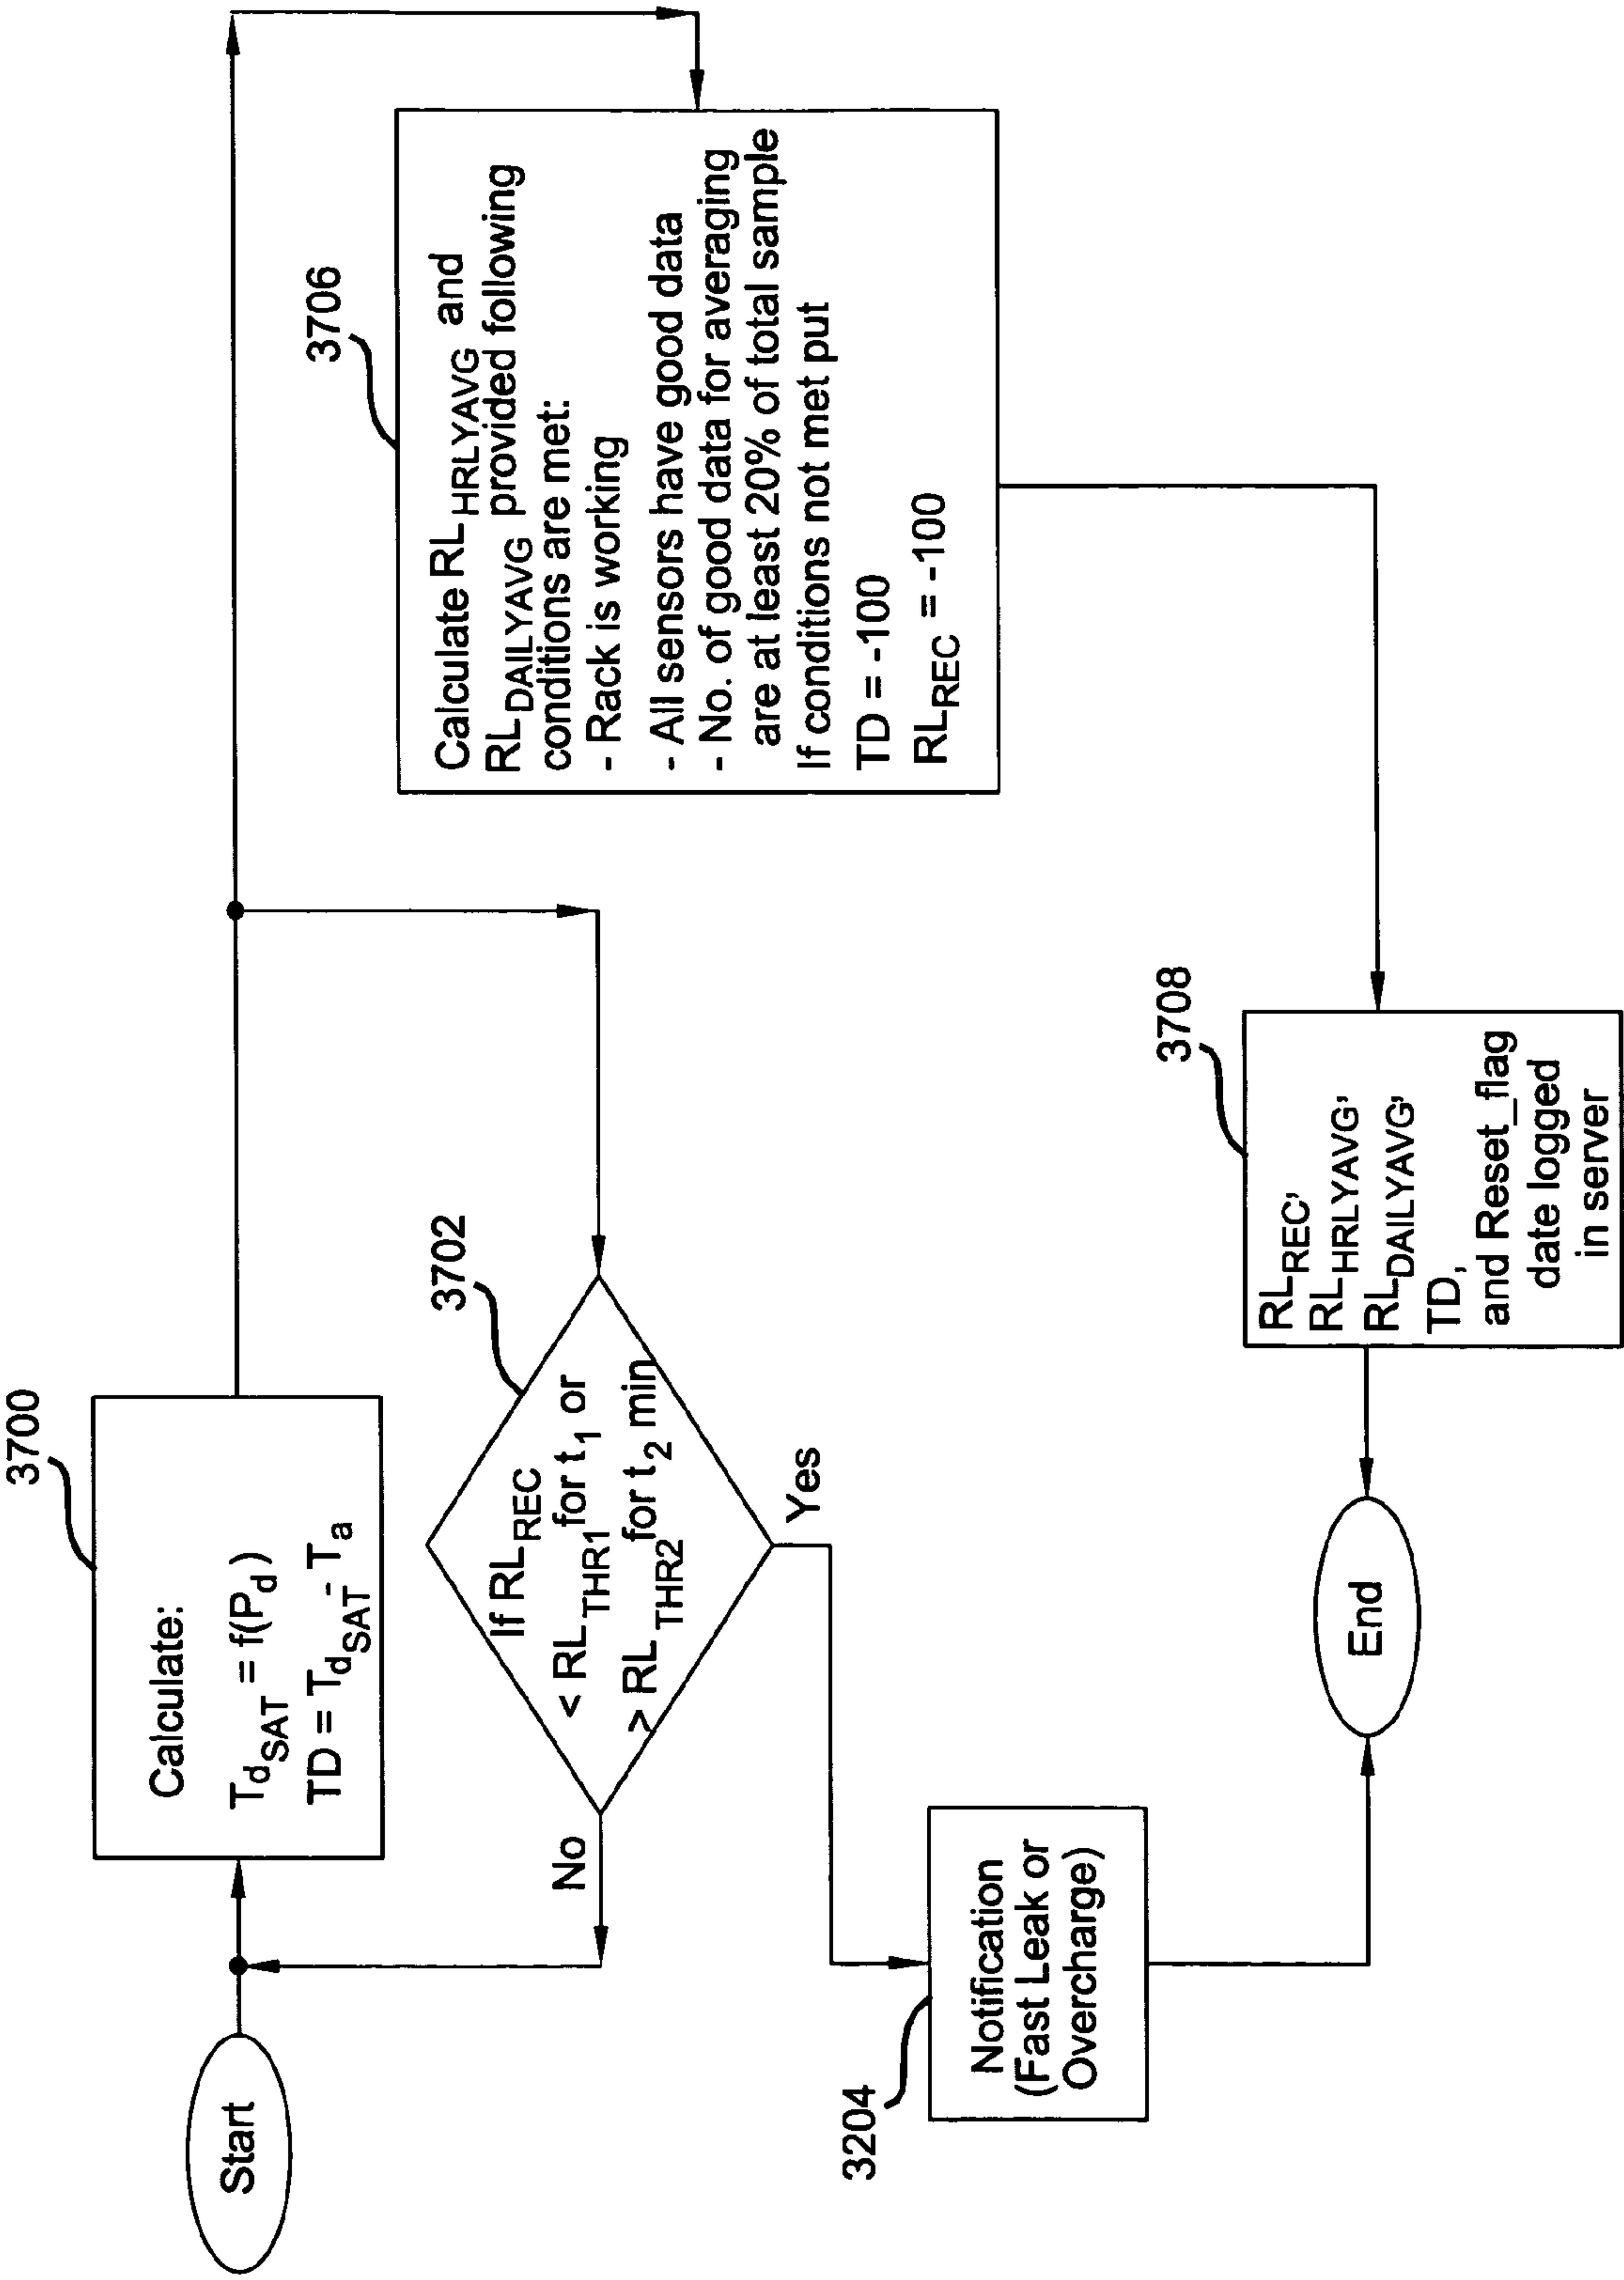 Start
3700
Calculate:
T_dSAT = f(P_d)
TD = T_dSAT - T_a
3702
If RL_REC
< RL_THR1 for t_1 or
> RL_THR2 for t_2 min
No
Yes
3204
Notification
(Fast Leak or
Overcharge)
3706
Calculate RL_HRLYAVG and
RL_DAILYAVG provided following
conditions are met:
- Rack is working
- All sensors have good data
- No. of good data for averaging
are at least 20% of total sample
If conditions not met put
TD = -100
RL_REC = -100
3708
RL_REC,
RL_HRLYAVG,
RL_DAILYAVG,
TD,
and Reset_flag
date logged
in server
End